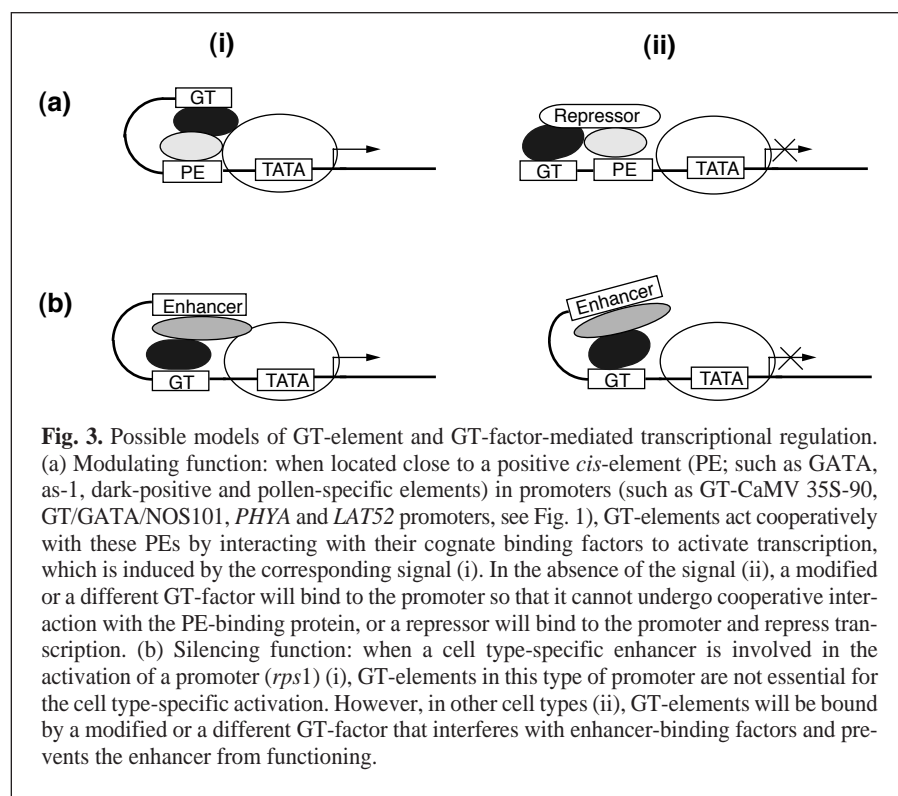 (i)
(ii)
(a)
GT
PE
TATA
Repressor
GT
PE
TATA
(b)
Enhancer
GT
TATA
Enhancer
GT
TATA
Fig. 3. Possible models of GT-element and GT-factor-mediated transcriptional regulation.
(a) Modulating function: when located close to a positive cis-element (PE; such as GATA,
as-1, dark-positive and pollen-specific elements) in promoters (such as GT-CaMV 35S-90,
GT/GATA/NOS101, PHYA and LAT52 promoters, see Fig. 1), GT-elements act cooperatively
with these PEs by interacting with their cognate binding factors to activate transcription,
which is induced by the corresponding signal (i). In the absence of the signal (ii), a modified
or a different GT-factor will bind to the promoter so that it cannot undergo cooperative inter-
action with the PE-binding protein, or a repressor will bind to the promoter and repress tran-
scription. (b) Silencing function: when a cell type-specific enhancer is involved in the
activation of a promoter (rps1) (i), GT-elements in this type of promoter are not essential for
the cell type-specific activation. However, in other cell types (ii), GT-elements will be bound
by a modified or a different GT-factor that interferes with enhancer-binding factors and pre-
vents the enhancer from functioning.